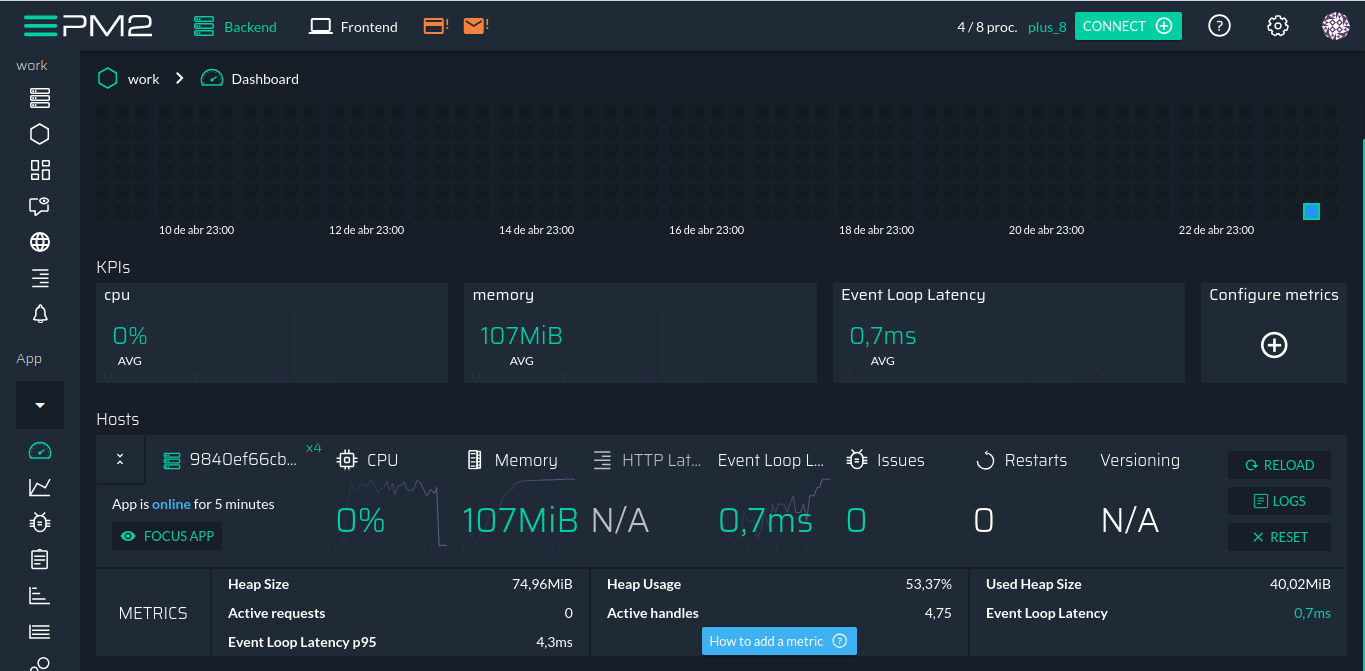 PM2
Backend
Frontend
!
!
4 / 8 proc.
plus_8
CONNECT
?
work
work
Dashboard
10 de abr 23:00
12 de abr 23:00
14 de abr 23:00
16 de abr 23:00
18 de abr 23:00
20 de abr 23:00
22 de abr 23:00
KPIs
cpu
0%
AVG
memory
107MiB
AVG
Event Loop Latency
0,7ms
AVG
Configure metrics
App
Hosts
9840ef66cb...
x4
CPU
Memory
HTTP Lat...
Event Loop L...
Issues
Restarts
Versioning
App is online for 5 minutes
FOCUS APP
0%
107MiB
N/A
0,7ms
0
0
N/A
RELOAD
LOGS
RESET
METRICS
Heap Size 74,96MiB
Active requests 0
Event Loop Latency p95 4,3ms
Heap Usage 53,37%
Active handles 4,75
How to add a metric ?
Used Heap Size 40,02MiB
Event Loop Latency 0,7ms